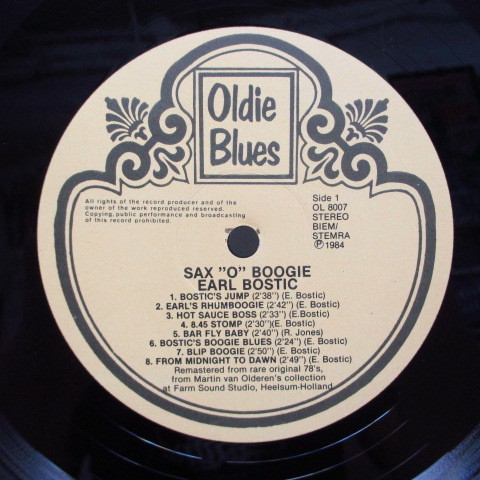 Oldie
Blues
All rights of the record producer and of the
owner of the work reproduced reserved.
Copying, public performance and broadcasting
of this record prohibited.
Side 1
OL 8007
STEREO
BIEM/
STEMRA
Ⓟ 1984
SAX "O" BOOGIE
EARL BOSTIC
1. BOSTIC'S JUMP (2'38") (E. Bostic)
2. EARL'S RHUMBOOGIE (2'42") (E. Bostic)
3. HOT SAUCE BOSS (2'33") (E.Bostic)
4. 8.45 STOMP (2'30")(E. Bostic)
5. BAR FLY BABY (2'40") (R. Jones)
6. BOSTIC'S BOOGIE BLUES (2'24") (E. Bostic)
7. BLIP BOOGIE (2'50") (E. Bostic)
8. FROM MIDNIGHT TO DAWN (2'49") (E. Bostic)
Remastered from rare original 78's,
from Martin van Olderen's collection
at Farm Sound Studio, Heelsum-Holland